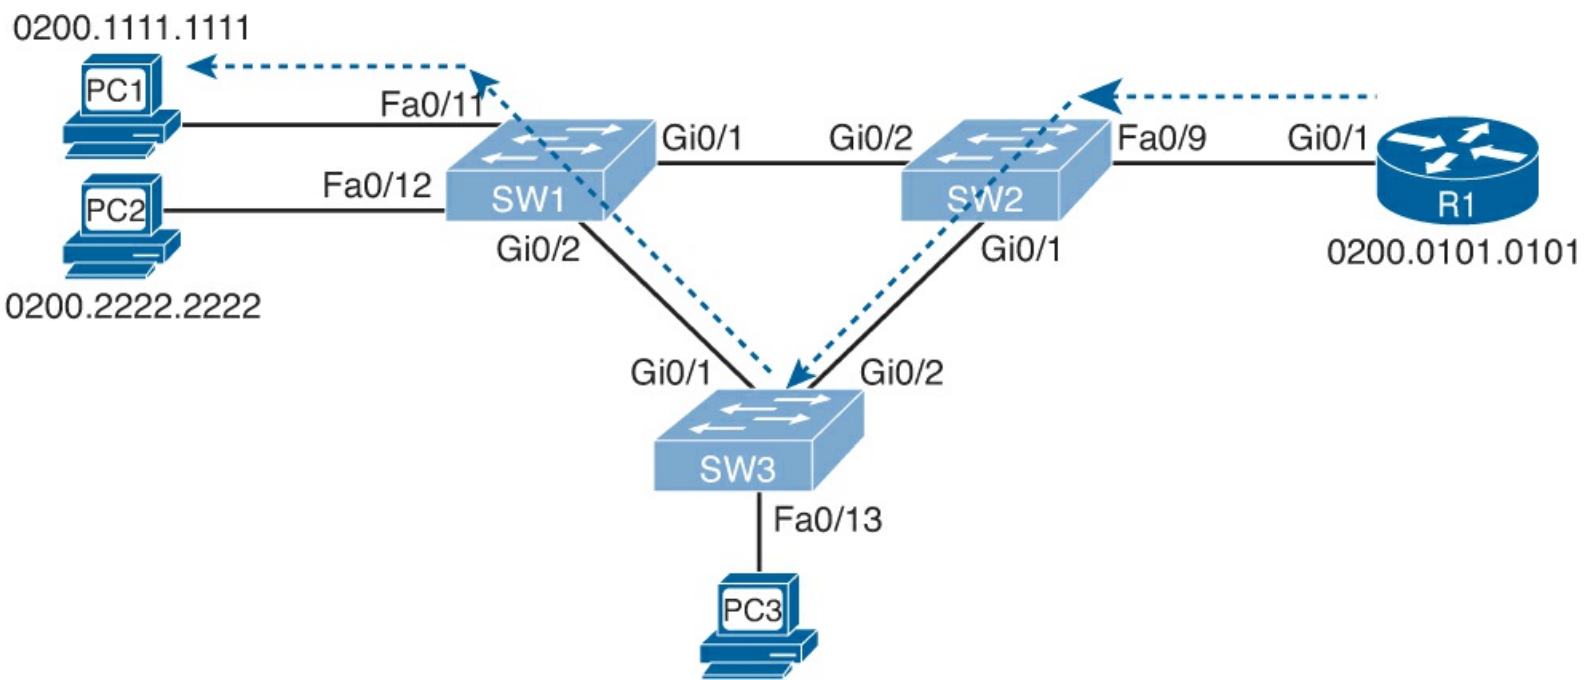 0200.1111.1111
PC1
Fa0/11
Gi0/1
Gi0/2
Fa0/9
Gi0/1
Fa0/12
SW1
SW2
R1
PC2
Gi0/2
Gi0/1
0200.0101.0101
0200.2222.2222
Gi0/1
Gi0/2
SW3
Fa0/13
PC3